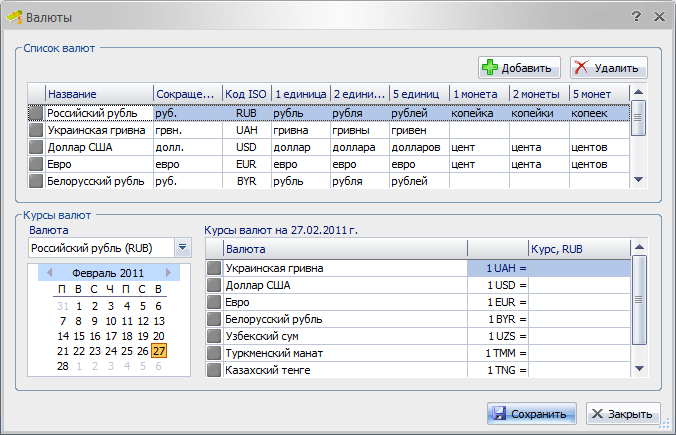 Валюты
Список валют
Добавить Удалить
Название Сокраще... Код ISO 1 единица 2 едини... 5 единиц 1 монета 2 монеты 5 монет
Российский рубль руб. RUB рубль рубля рублей копейка копейки копеек
Украинская гривна грвн. UAH гривна гривны гривен
Доллар США долл. USD доллар доллара долларов цент цента центов
Евро евро EUR евро евро евро цент цента центов
Белорусский рубль руб. BYR рубль рубля рублей
Курсы валют
Валюта
Российский рубль (RUB)
Февраль 2011
П В С Ч П С В
31 1 2 3 4 5 6
7 8 9 10 11 12 13
14 15 16 17 18 19 20
21 22 23 24 25 26 27
28 1 2 3 4 5 6
Курсы валют на 27.02.2011 г.
Валюта Курс, RUB
Украинская гривна 1 UAH =
Доллар США 1 USD =
Евро 1 EUR =
Белорусский рубль 1 BYR =
Узбекский сум 1 UZS =
Туркменский манат 1 TMM =
Казахский тенге 1 TNG =
Сохранить Закрыть